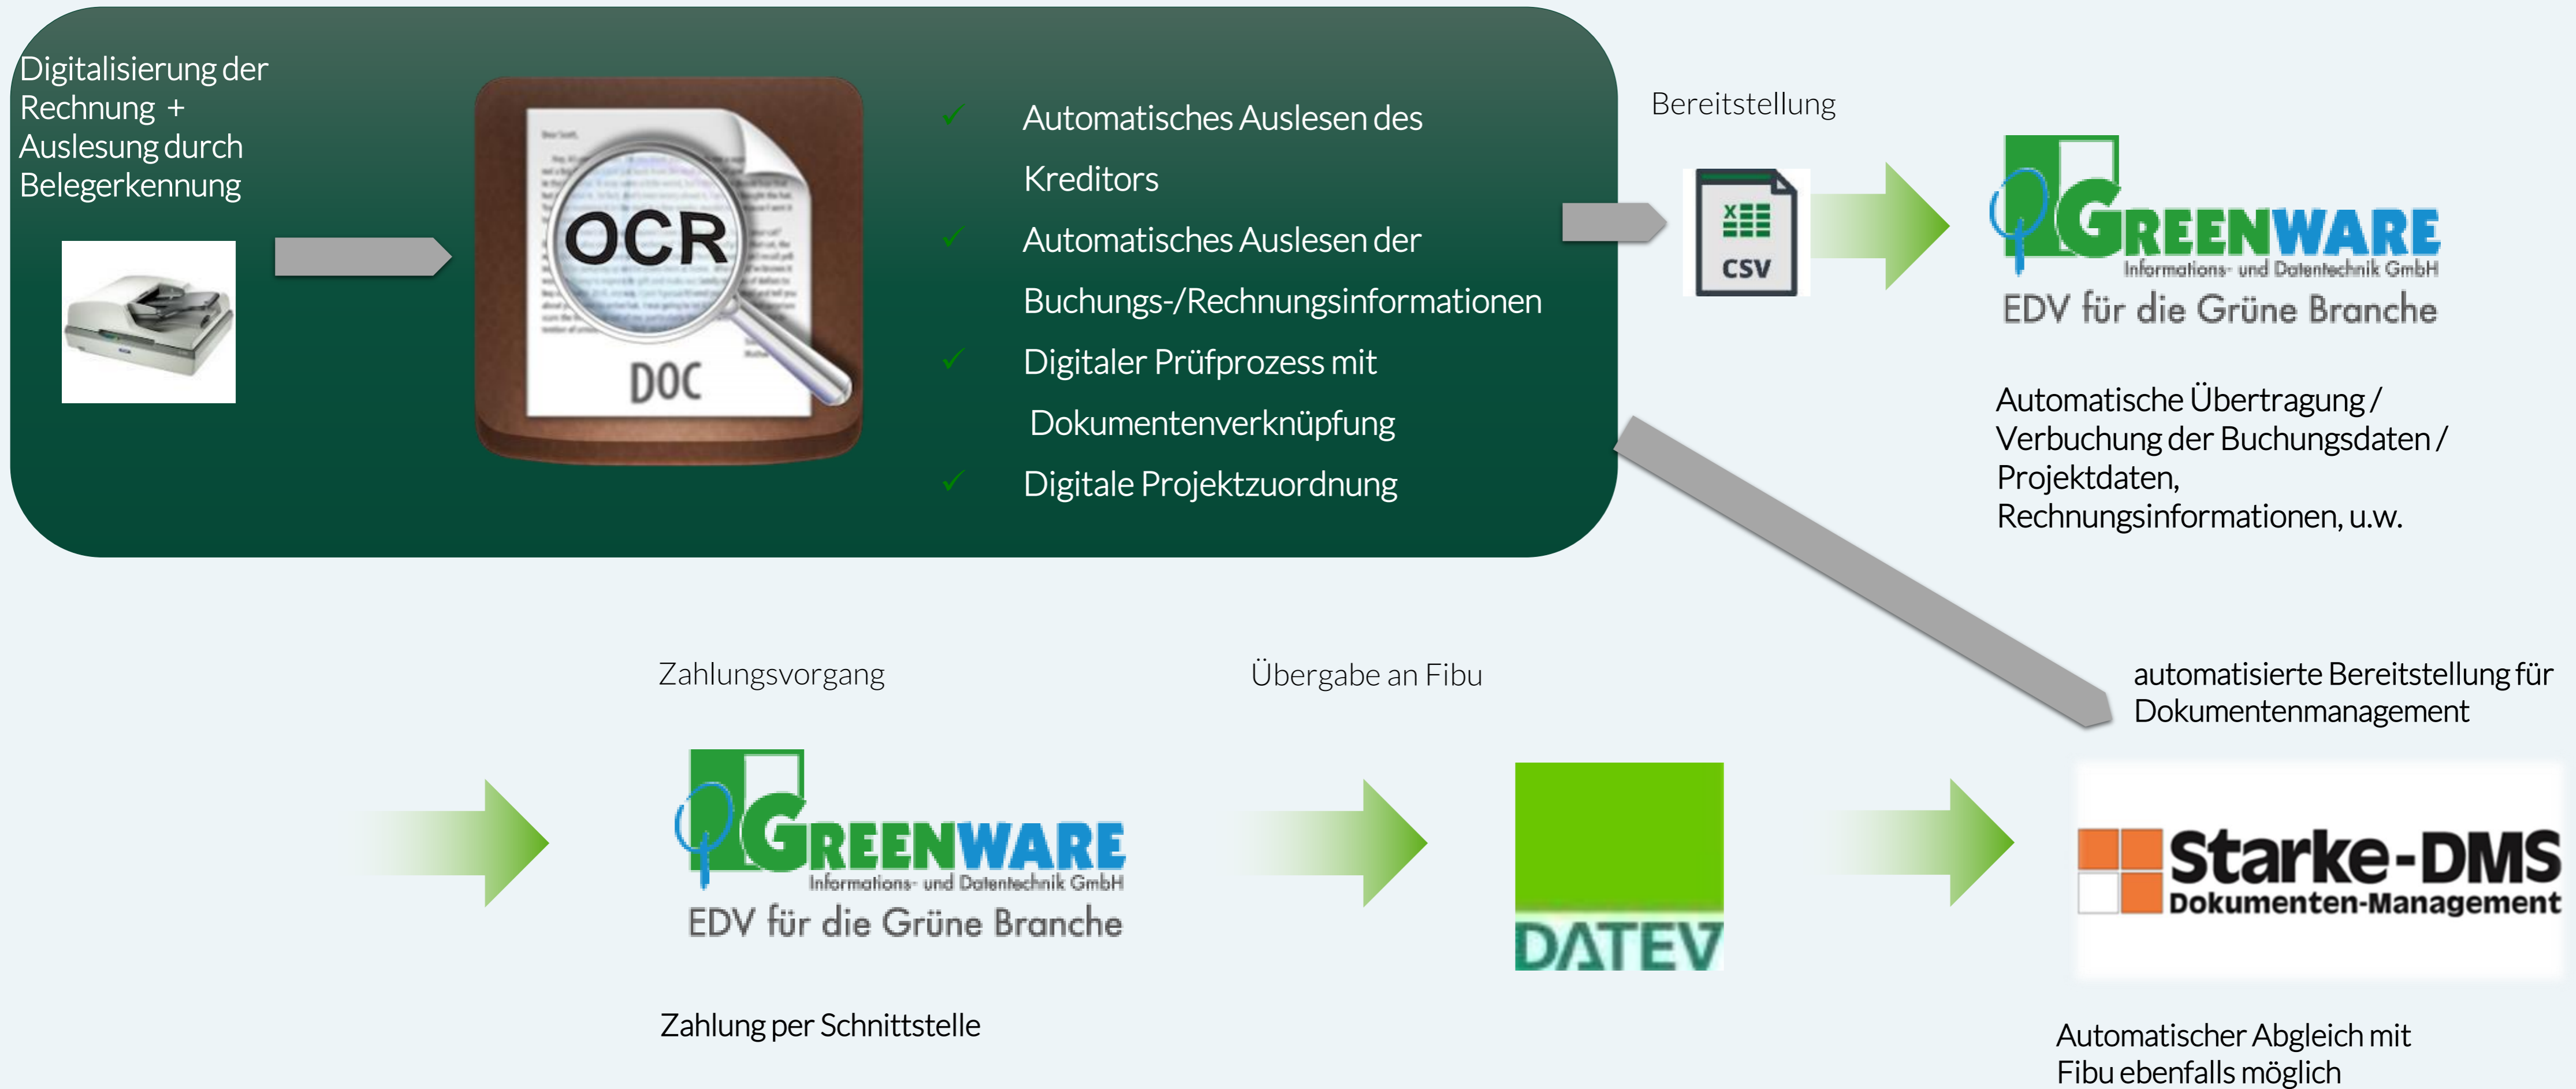 Digitalisierung der
Rechnung +
Auslesung durch
Belegerkennung
OCR
DOC
✓ Automatisches Auslesen des
Kreditors
✓ Automatisches Auslesen der
Buchungs-/Rechnungsinformationen
✓ Digitaler Prüfprozess mit
Dokumentenverknüpfung
✓ Digitale Projektzuordnung
Bereitstellung
CSV
GREENWARE
Informations- und Datentechnik GmbH
EDV für die Grüne Branche
Automatische Übertragung /
Verbuchung der Buchungsdaten /
Projektdaten,
Rechnungsinformationen, u.w.
Zahlungsvorgang
GREENWARE
Informations- und Datentechnik GmbH
EDV für die Grüne Branche
Zahlung per Schnittstelle
Übergabe an Fibu
DATEV
automatisierte Bereitstellung für
Dokumentenmanagement
Starke-DMS
Dokumenten-Management
Automatischer Abgleich mit
Fibu ebenfalls möglich